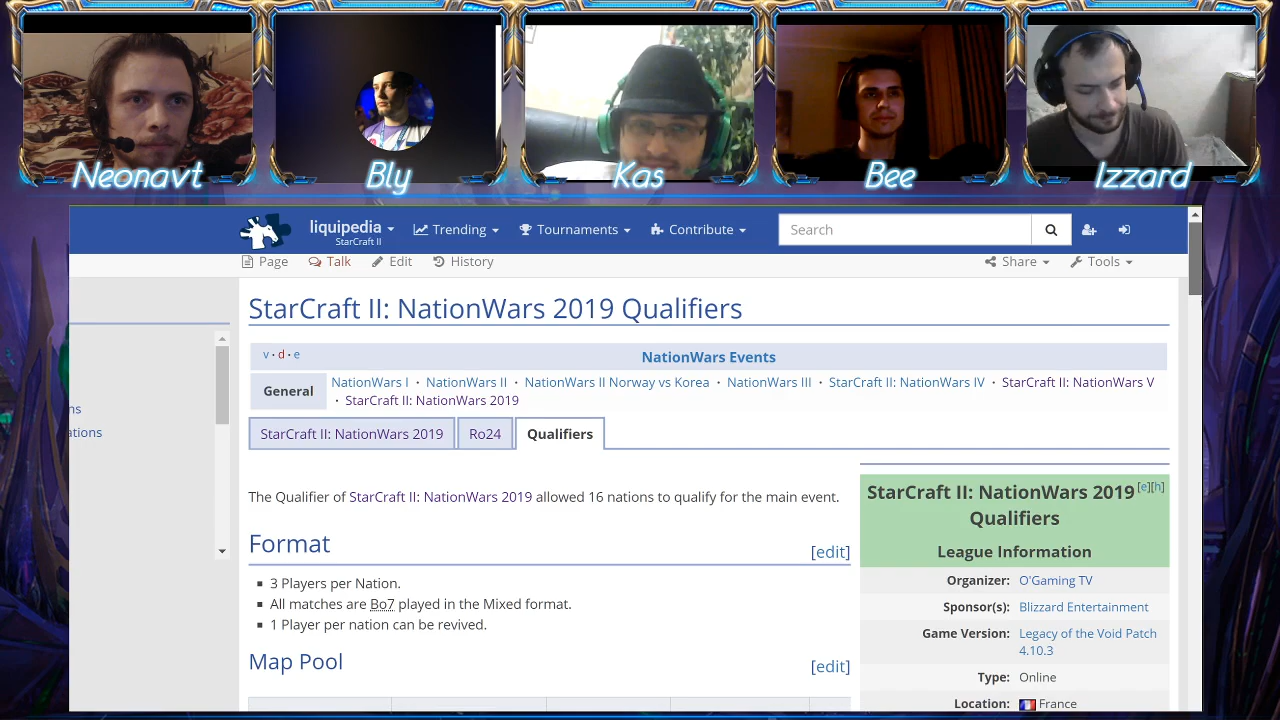 Neonavt
Bly
Kas
Bee
Izzard
liquipedia
StarCraft II
Trending
Tournaments
Contribute
Search
Page
Talk
Edit
History
Share
Tools
StarCraft II: NationWars 2019 Qualifiers
v · d · e
NationWars Events
General
NationWars I · NationWars II · NationWars II Norway vs Korea · NationWars III · StarCraft II: NationWars IV · StarCraft II: NationWars V
· StarCraft II: NationWars 2019
ns
ations
StarCraft II: NationWars 2019
Ro24
Qualifiers
The Qualifier of StarCraft II: NationWars 2019 allowed 16 nations to qualify for the main event.
Format
[edit]
3 Players per Nation.
All matches are Bo7 played in the Mixed format.
1 Player per nation can be revived.
Map Pool
[edit]
StarCraft II: NationWars 2019 [e][h]
Qualifiers
League Information
Organizer: O'Gaming TV
Sponsor(s): Blizzard Entertainment
Game Version: Legacy of the Void Patch
4.10.3
Type: Online
Location: France